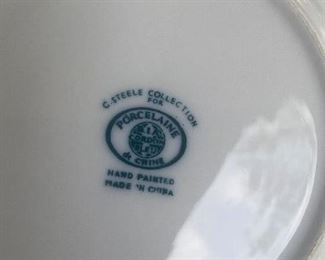 C. STEELE COLLECTION
FOR
PORCELAINE
de CHINE
HAND PAINTED
MADE IN CHINA